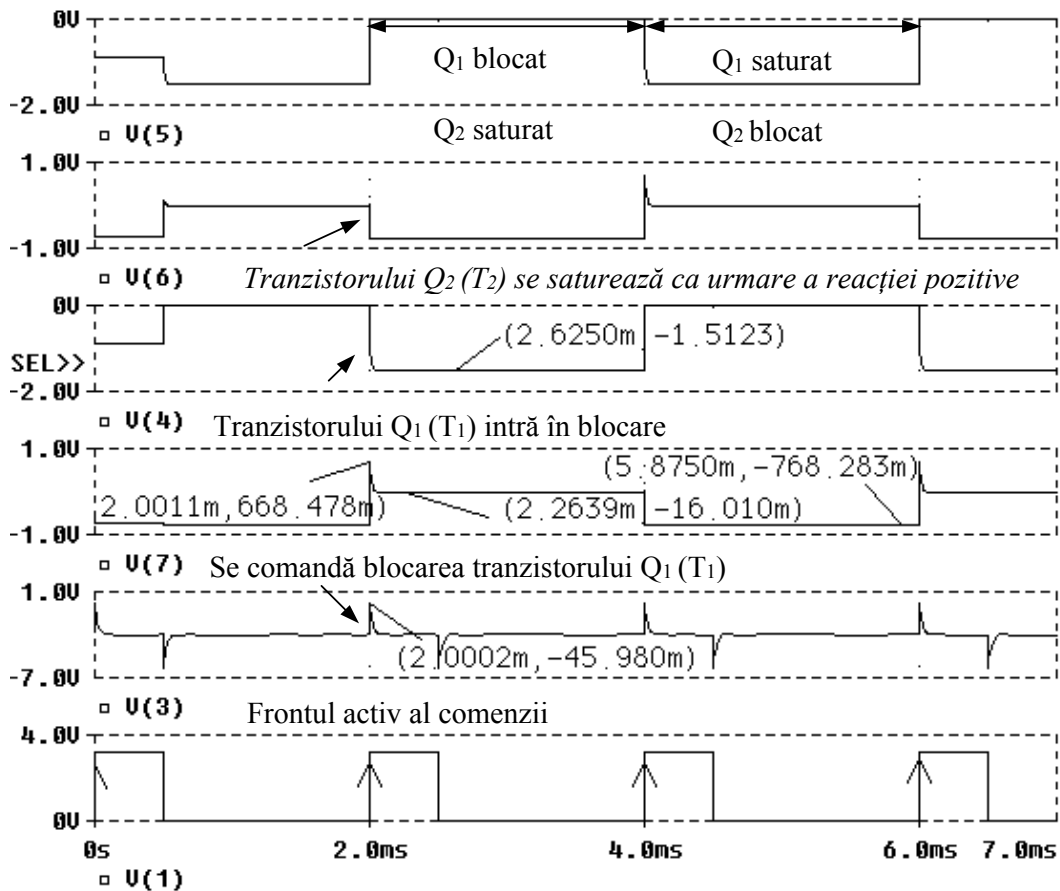 0V
Q1 blocat
Q1 saturat
-2.0V
V(5)
Q2 saturat
Q2 blocat
1.0V
-1.0V
V(6)
Tranzistorului Q2 (T2) se saturează ca urmare a reacției pozitive
0V
(2.6250m, -1.5123)
SEL>>
-2.0V
V(4)
Tranzistorului Q1 (T1) intră în blocare
1.0V
(5.8750m, -768.283m)
2.0011m, 668.478m)
(2.2639m, -16.010m)
-1.0V
V(7)
Se comandă blocarea tranzistorului Q1 (T1)
1.0V
(2.0002m, -45.980m)
-7.0V
V(3)
Frontul activ al comenzii
4.0V
0V
0s
2.0ms
4.0ms
6.0ms
7.0ms
V(1)